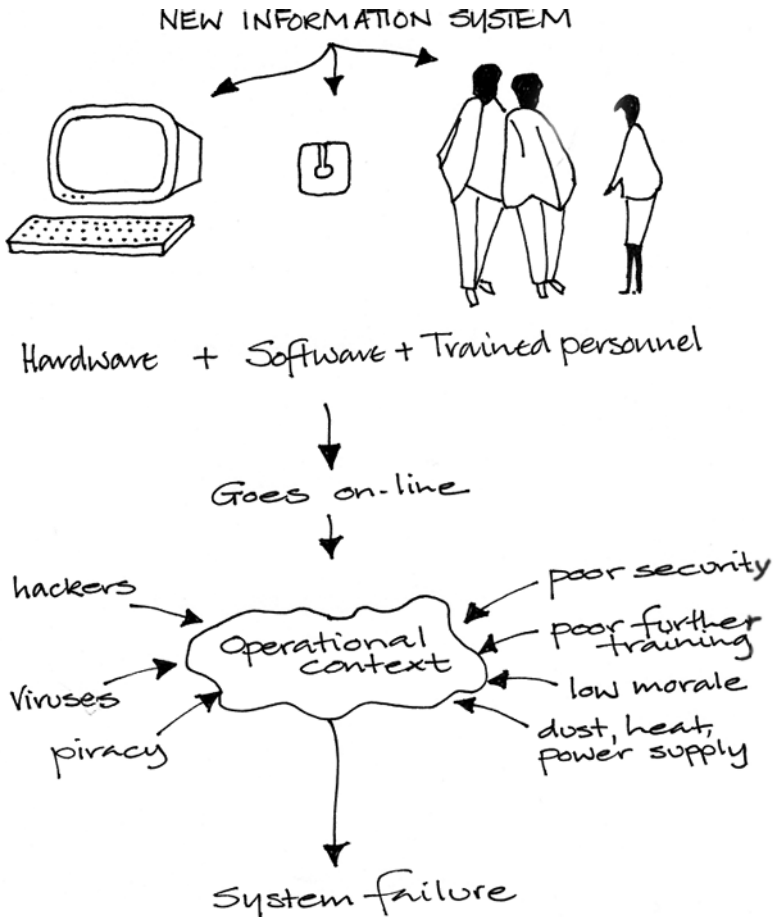 NEW INFORMATION SYSTEM
Hardware + Software + Trained personnel
Goes on-line
hackers
Viruses
piracy
Operational
context
poor security
poor further
training
low morale
dust, heat,
power supply
System failure